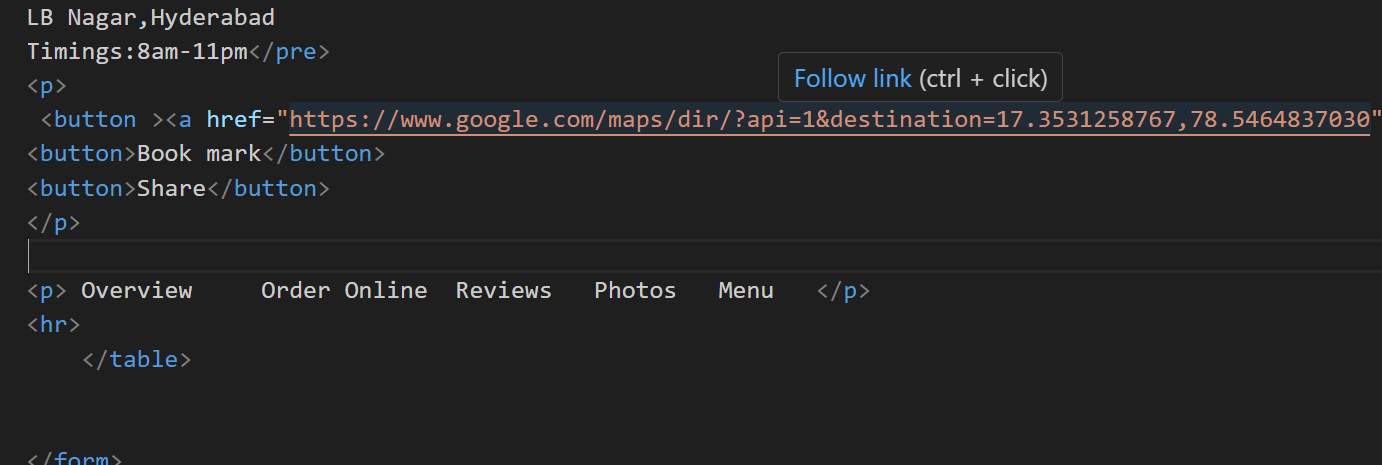 LB Nagar,Hyderabad
Timings:8am-11pm</pre>
<p>
Follow link (ctrl + click)
<button ><a href="https://www.google.com/maps/dir/?api=1&destination=17.3531258767,78.5464837030"
<button>Book mark</button>
<button>Share</button>
</p>
<p> Overview     Order Online  Reviews   Photos   Menu   </p>
<hr>
</table>
</form>